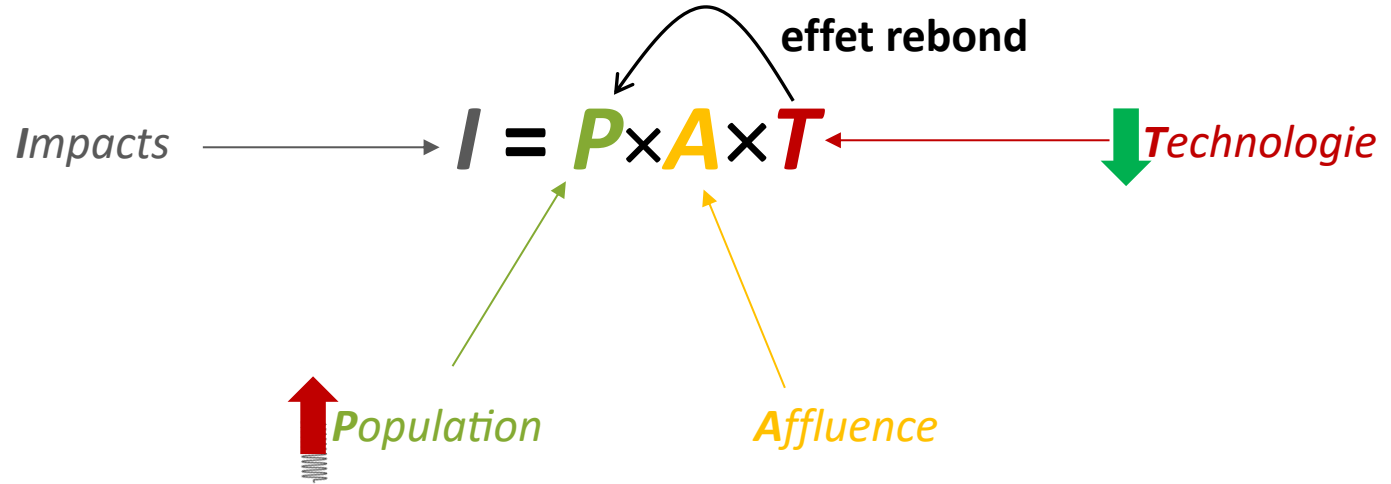 effet rebond
Impacts
I = P×A×T
Technologie
Population
Affluence